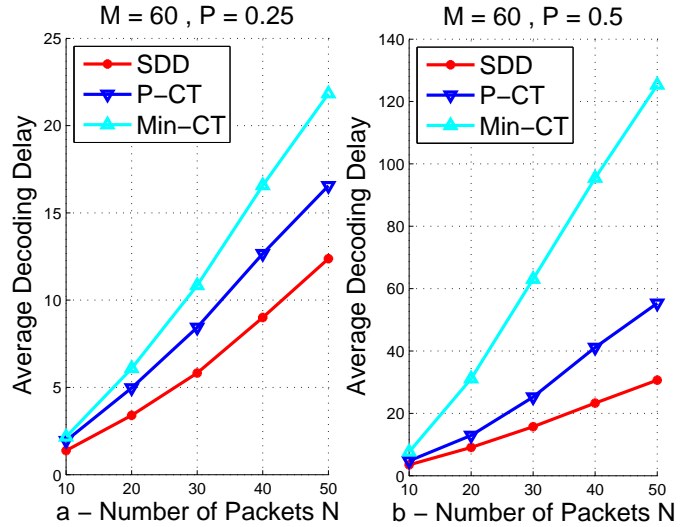 M = 60 , P = 0.25
Average Decoding Delay
25
20
15
10
5
0
SDD
P−CT
Min−CT
10 20 30 40 50
a − Number of Packets N
M = 60 , P = 0.5
Average Decoding Delay
140
120
100
80
60
40
20
0
SDD
P−CT
Min−CT
10 20 30 40 50
b − Number of Packets N